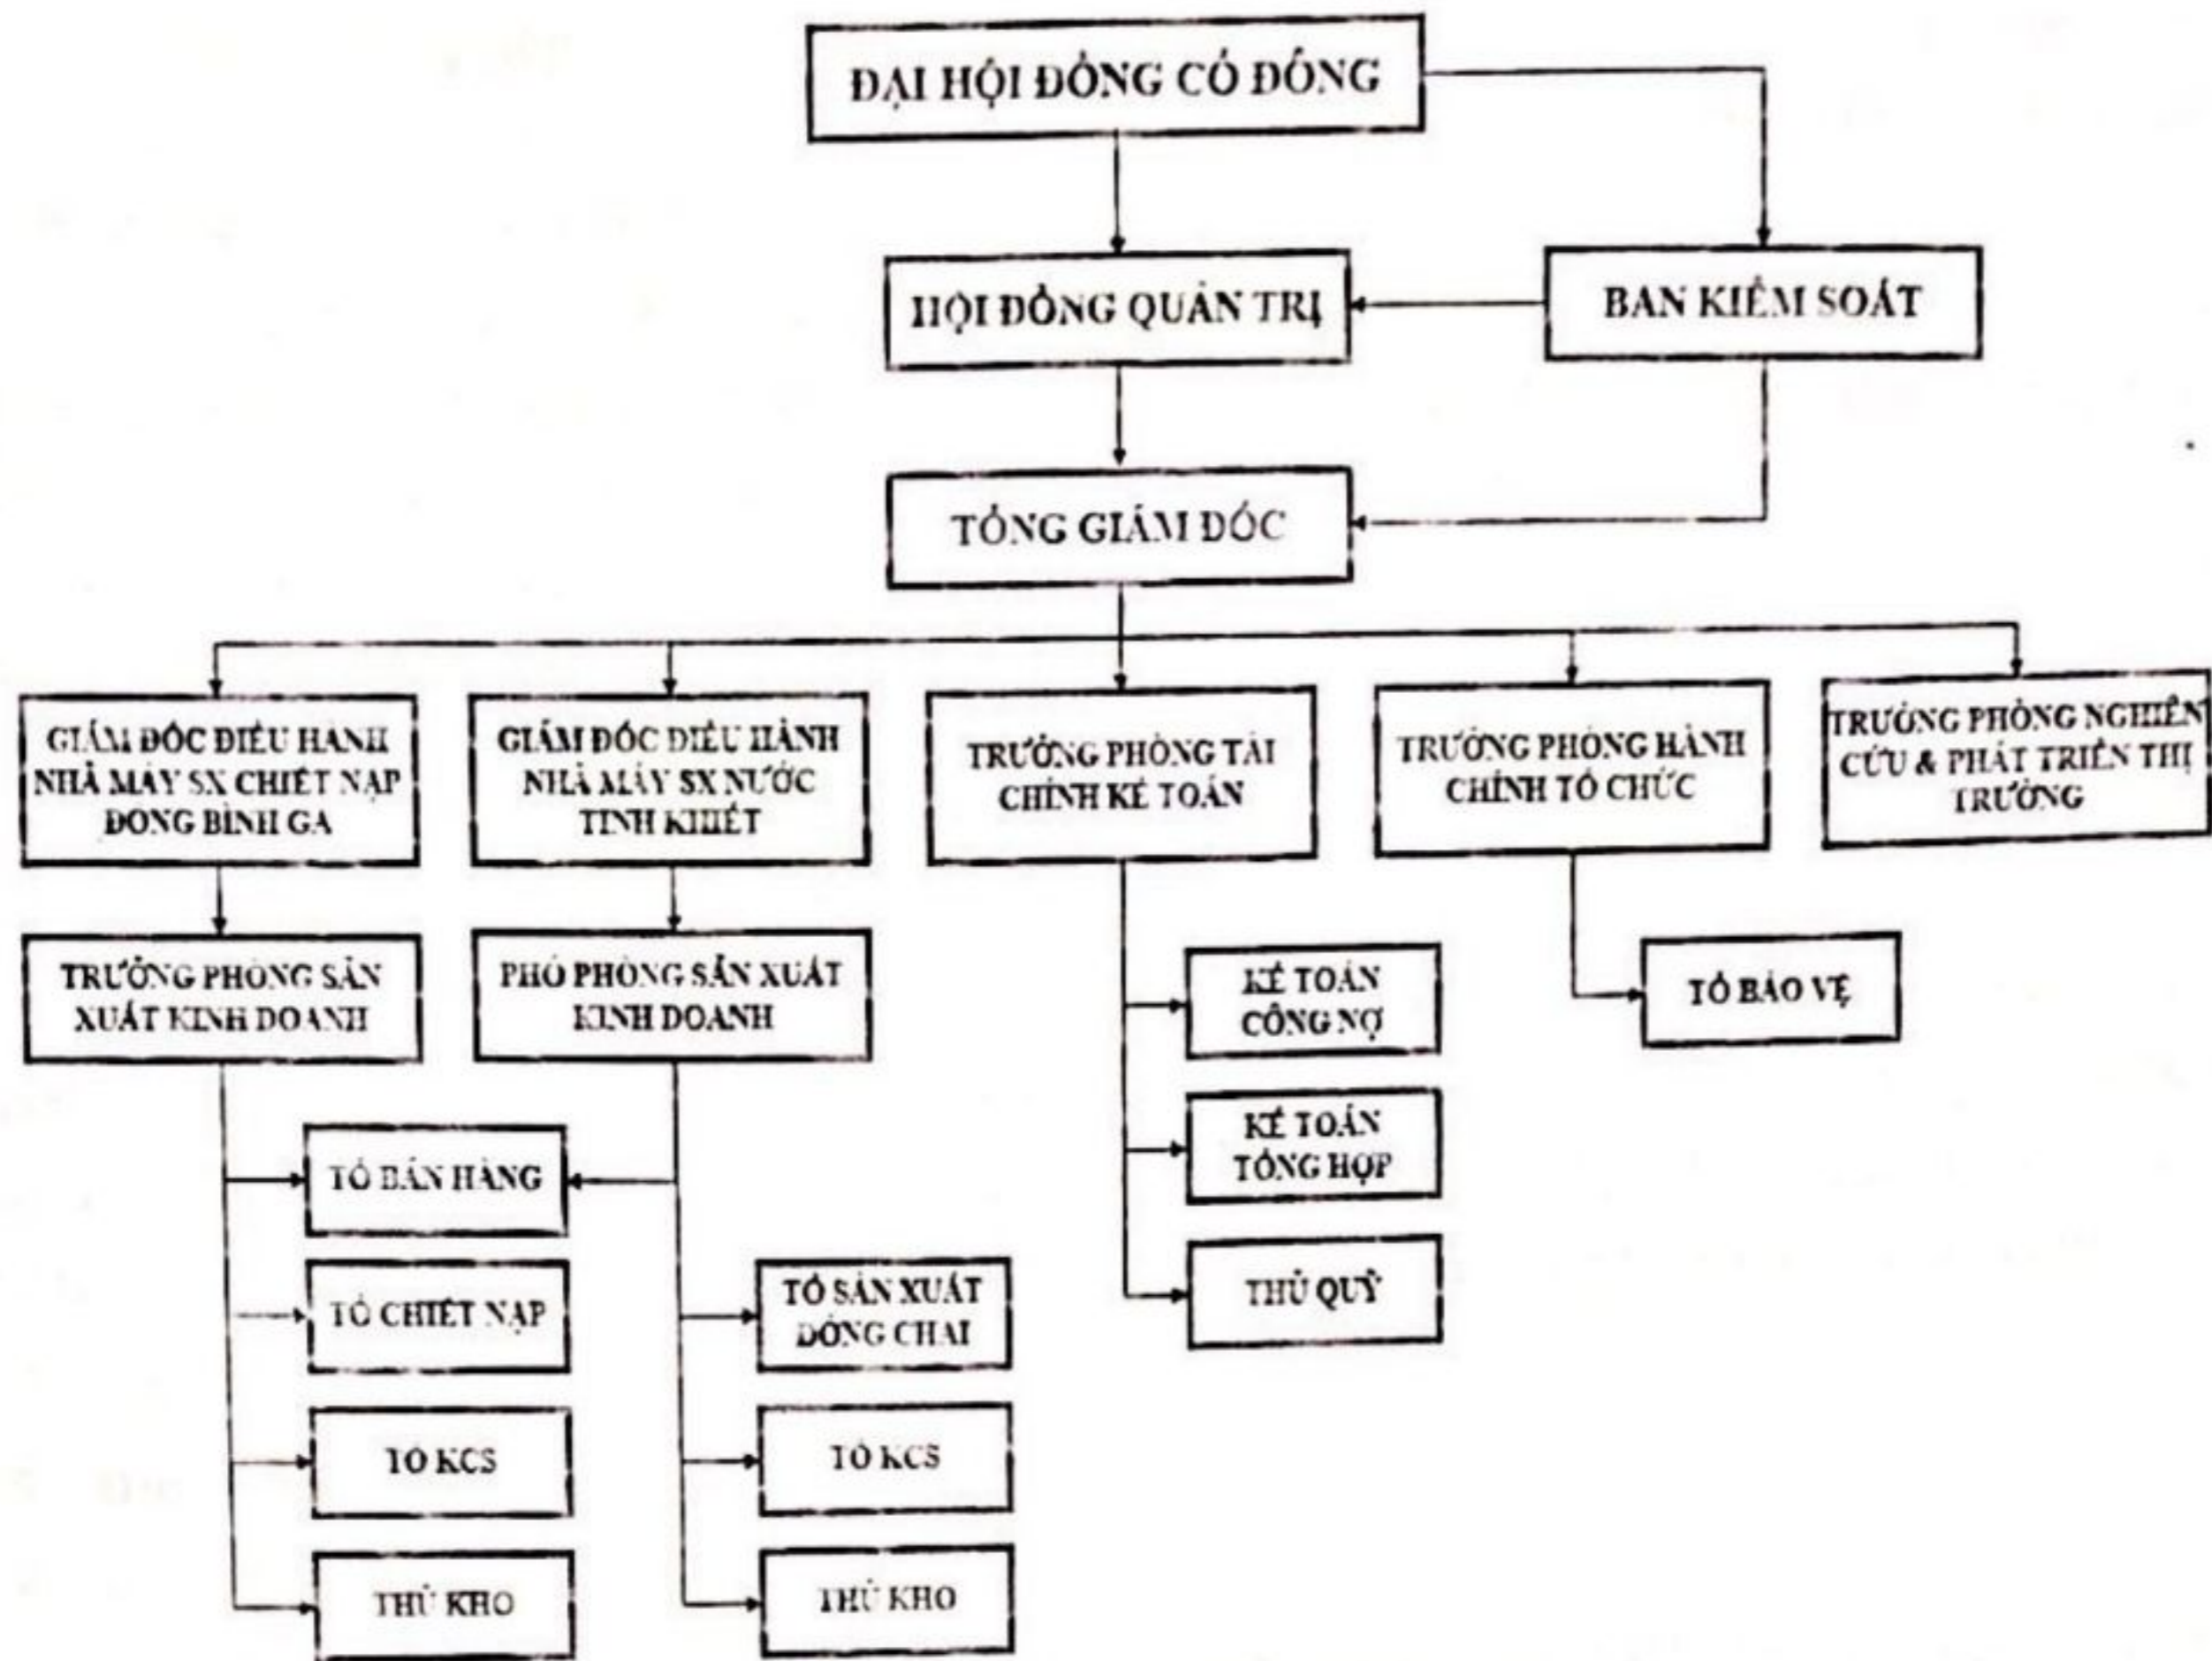 ĐẠI HỘI ĐỒNG CỔ ĐÔNG
HỘI ĐỒNG QUẢN TRỊ
BAN KIỂM SOÁT
TỔNG GIÁM ĐỐC
GIÁM ĐỐC ĐIỀU HÀNH
NHÀ MÁY SX CHIẾT NẠP
ĐÓNG BÌNH GA
GIÁM ĐỐC ĐIỀU HÀNH
NHÀ MÁY SX NƯỚC
TINH KHIẾT
TRƯỞNG PHÒNG TÀI
CHÍNH KẾ TOÁN
TRƯỞNG PHÒNG HÀNH
CHÍNH TỔ CHỨC
TRƯỞNG PHÒNG NGHIÊN
CỨU & PHÁT TRIỂN THỊ
TRƯỜNG
TRƯỞNG PHÒNG SẢN
XUẤT KINH DOANH
PHÓ PHÒNG SẢN XUẤT
KINH DOANH
KẾ TOÁN
CÔNG NỢ
TỔ BẢO VỆ
KẾ TOÁN
TỔNG HỢP
TỔ BÁN HÀNG
THỦ QUỸ
TỔ CHIẾT NẠP
TỔ SẢN XUẤT
ĐÓNG CHAI
TỔ KCS
TỔ KCS
THỦ KHO
THỦ KHO